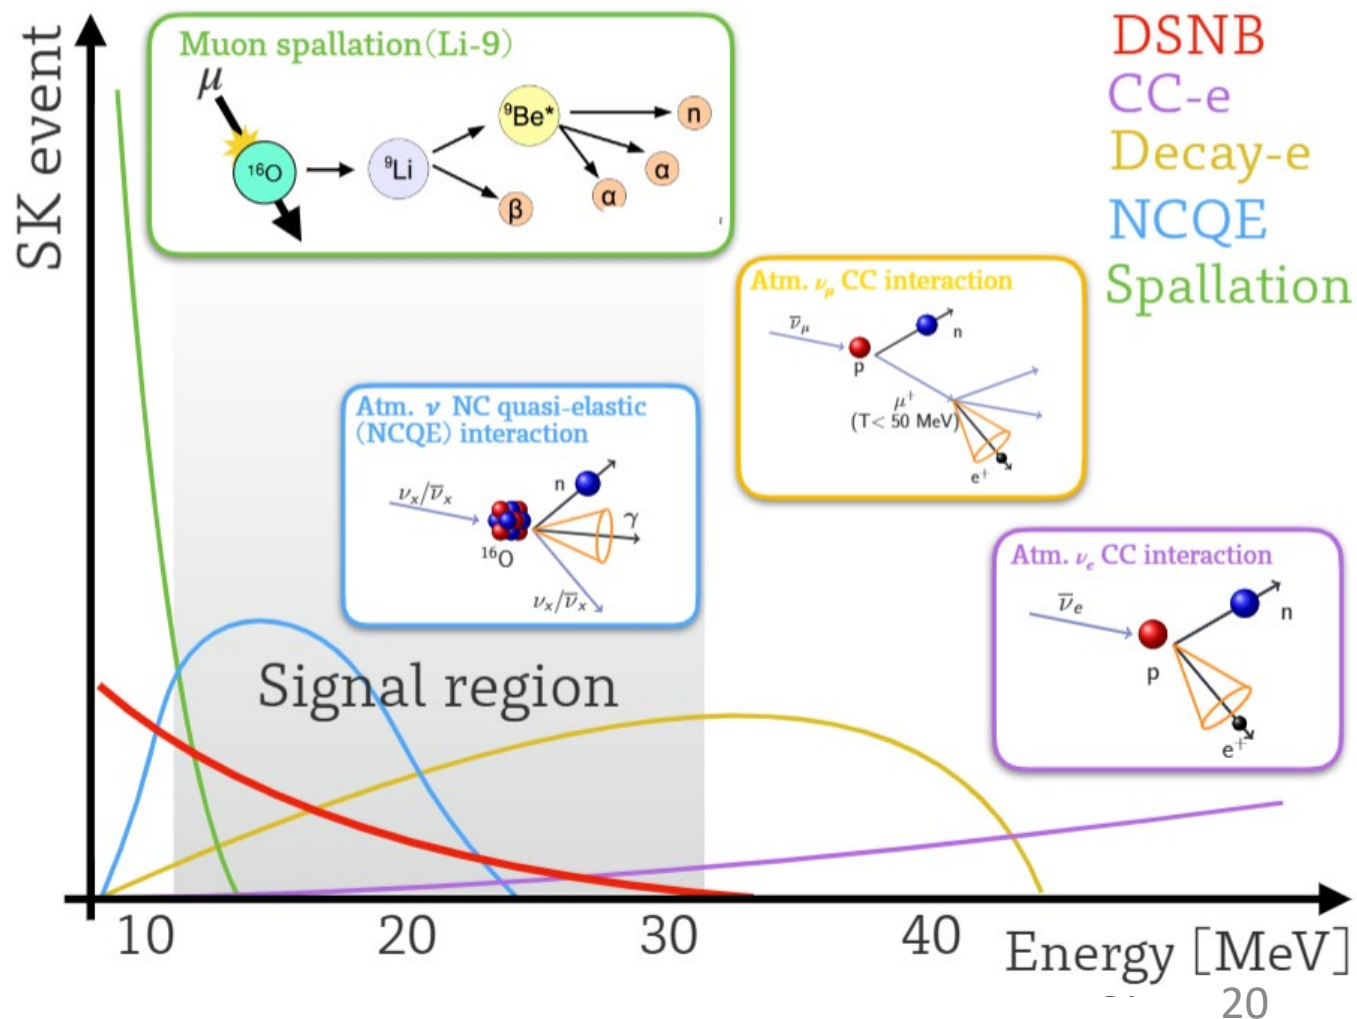 SK event
Muon spallation(Li-9)
μ
¹⁶O
⁹Li
⁹Be*
n
α
α
β
DSNB
CC-e
Decay-e
NCQE
Spallation
Atm. νμ CC interaction
ν̅μ
p
n
μ⁺
(T< 50 MeV)
e⁺
Atm. ν NC quasi-elastic
(NCQE) interaction
νx/ν̅x
¹⁶O
n
γ
νx/ν̅x
Atm. νe CC interaction
ν̅e
p
n
e⁺
Signal region
10 20 30 40
Energy [MeV]
20